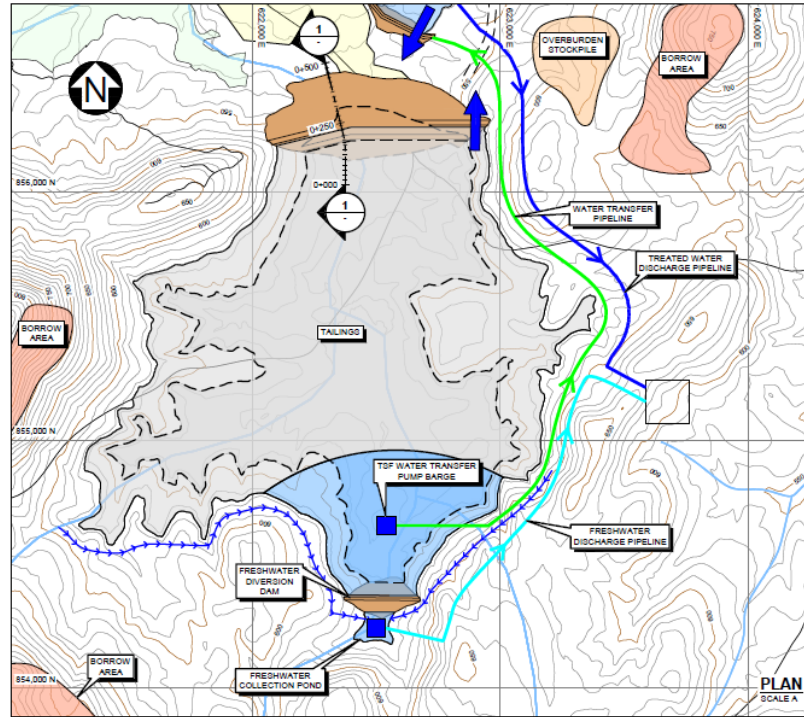 622,000 E
623,000 E
624,000 E
1
-
0+500
OVERBURDEN
STOCKPILE
BORROW
AREA
N
0+250
0+000
856,000 N
1
-
WATER TRANSFER
PIPELINE
TREATED WATER
DISCHARGE PIPELINE
TAILINGS
BORROW
AREA
855,000 N
TSF WATER TRANSFER
PUMP BARGE
FRESHWATER
DISCHARGE PIPELINE
FRESHWATER
DIVERSION
DAM
BORROW
AREA
FRESHWATER
COLLECTION POND
854,000 N
PLAN
SCALE A